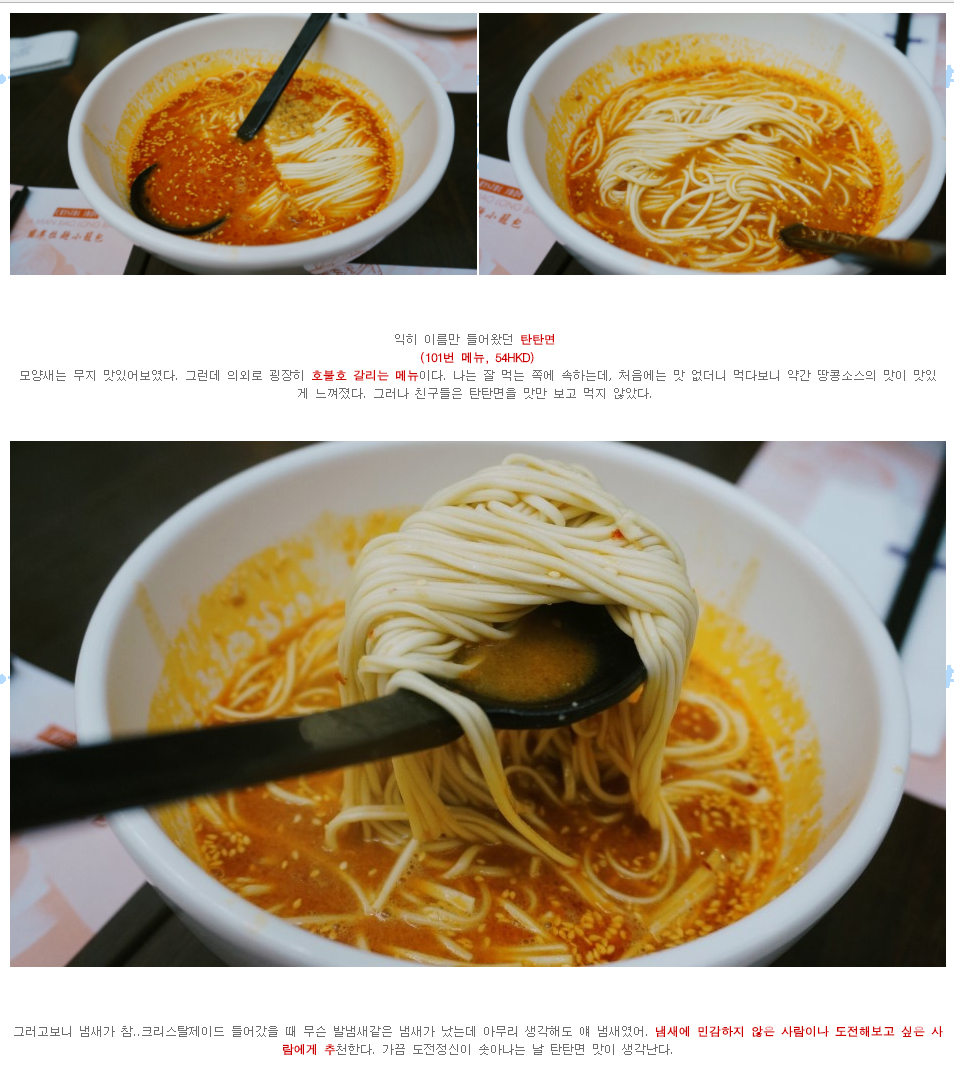 익히 이름만 들어왔던 탄탄면
(101번 메뉴, 54HKD)
모양새는 무지 맛있어보였다. 그런데 의외로 굉장히 호불호 갈리는 메뉴이다. 나는 잘 먹는 쪽에 속하는데, 처음에는 맛 없더니 먹다보니 약간 땅콩소스의 맛이 맛있
게 느껴졌다. 그러나 친구들은 탄탄면을 맛만 보고 먹지 않았다.
그러고보니 냄새가 참..크리스탈제이드 들어갔을 때 무슨 발냄새같은 냄새가 났는데 아무리 생각해도 얘 냄새였어. 냄새에 민감하지 않은 사람이나 도전해보고 싶은 사
람에게 추천한다. 가끔 도전정신이 솟아나는 날 탄탄면 맛이 생각난다.